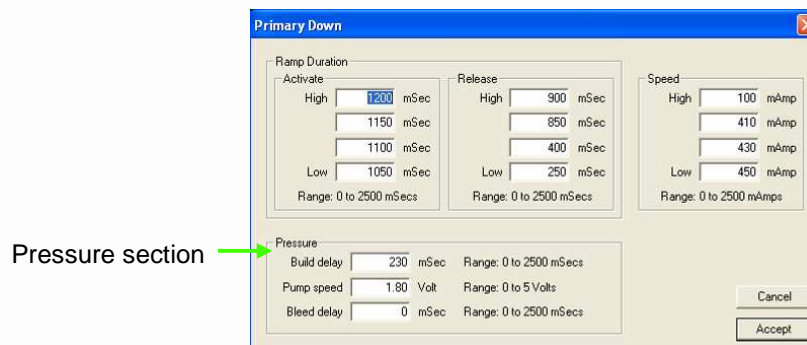 Primary Down
Ramp Duration
Activate
High 1200 mSec
1150 mSec
1100 mSec
Low 1050 mSec
Range: 0 to 2500 mSecs
Release
High 900 mSec
850 mSec
400 mSec
Low 250 mSec
Range: 0 to 2500 mSecs
Speed
High 100 mAmp
410 mAmp
430 mAmp
Low 450 mAmp
Range: 0 to 2500 mAmps
Pressure section
Pressure
Build delay 230 mSec Range: 0 to 2500 mSecs
Pump speed 1.80 Volt Range: 0 to 5 Volts
Bleed delay 0 mSec Range: 0 to 2500 mSecs
Cancel
Accept